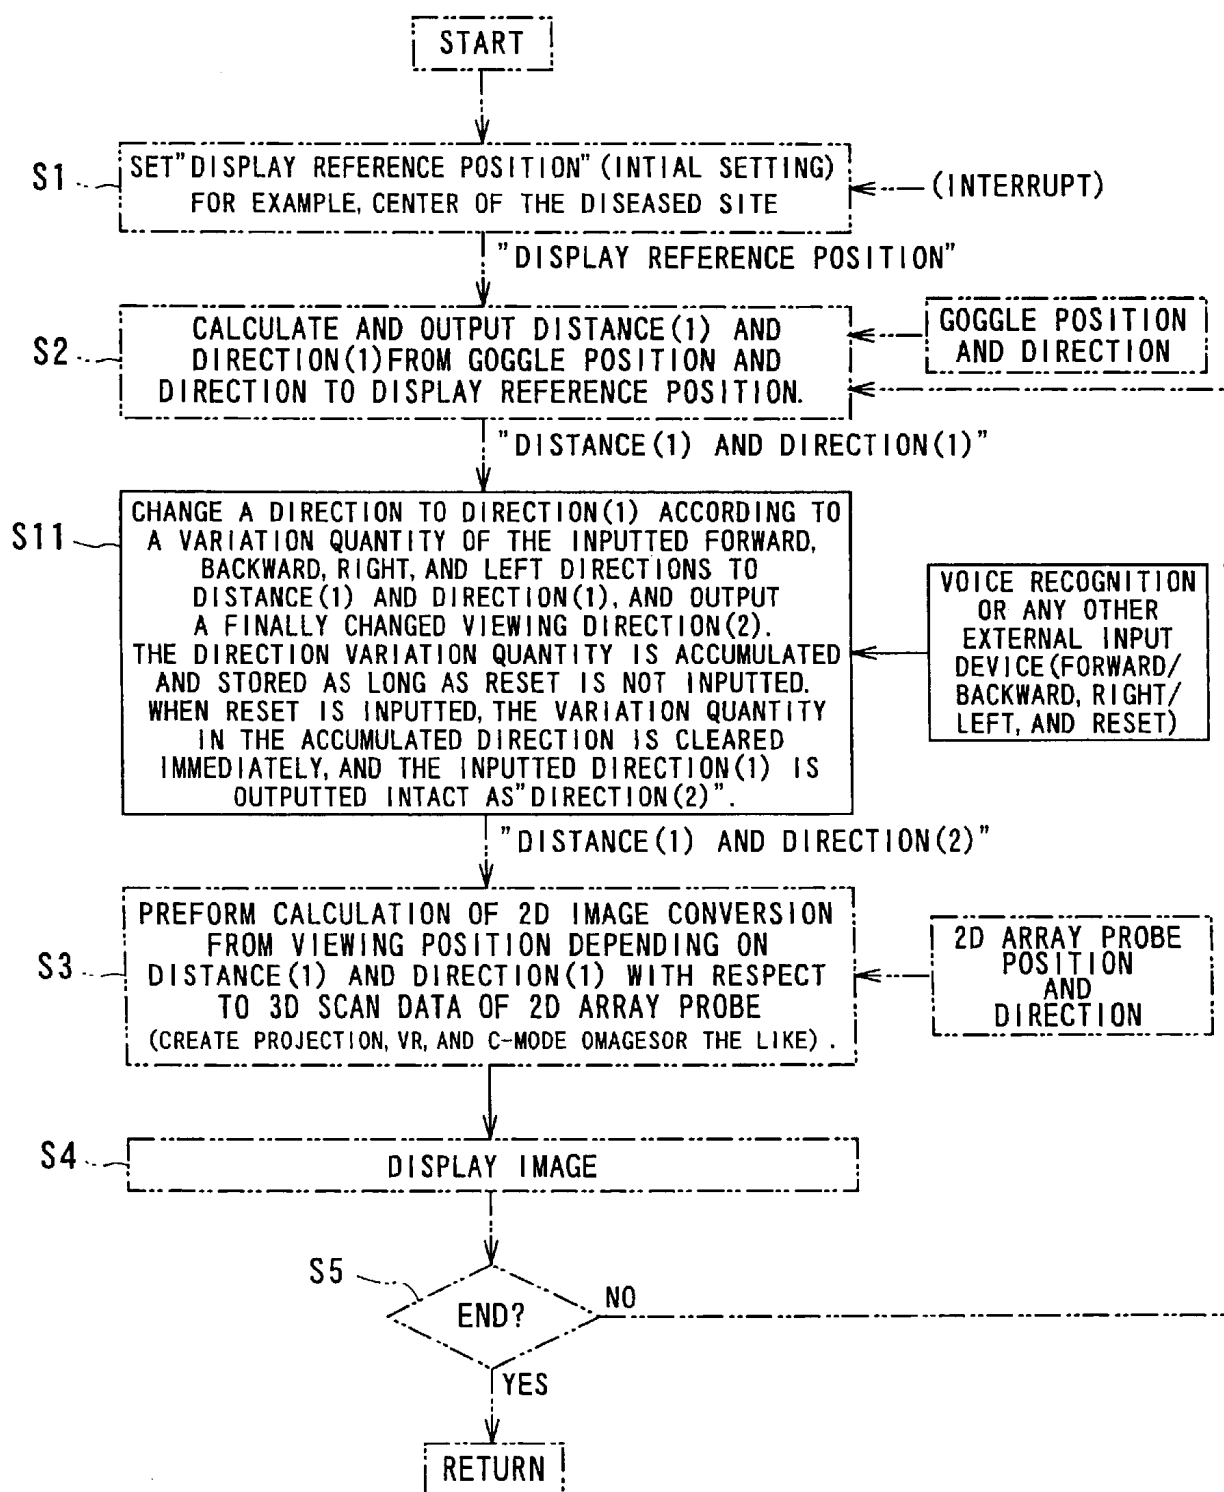 START
S1
SET"DISPLAY REFERENCE POSITION"(INTIAL SETTING)
FOR EXAMPLE, CENTER OF THE DISEASED SITE
(INTERRUPT)
"DISPLAY REFERENCE POSITION"
S2
CALCULATE AND OUTPUT DISTANCE(1) AND
DIRECTION(1)FROM GOGGLE POSITION AND
DIRECTION TO DISPLAY REFERENCE POSITION.
GOGGLE POSITION
AND DIRECTION
"DISTANCE(1) AND DIRECTION(1)"
S11
CHANGE A DIRECTION TO DIRECTION(1) ACCORDING TO
A VARIATION QUANTITY OF THE INPUTTED FORWARD,
BACKWARD, RIGHT, AND LEFT DIRECTIONS TO
DISTANCE(1) AND DIRECTION(1), AND OUTPUT
A FINALLY CHANGED VIEWING DIRECTION(2).
THE DIRECTION VARIATION QUANTITY IS ACCUMULATED
AND STORED AS LONG AS RESET IS NOT INPUTTED.
WHEN RESET IS INPUTTED, THE VARIATION QUANTITY
IN THE ACCUMULATED DIRECTION IS CLEARED
IMMEDIATELY, AND THE INPUTTED DIRECTION(1) IS
OUTPUTTED INTACT AS"DIRECTION(2)".
VOICE RECOGNITION
OR ANY OTHER
EXTERNAL INPUT
DEVICE(FORWARD/
BACKWARD, RIGHT/
LEFT, AND RESET)
"DISTANCE(1) AND DIRECTION(2)"
S3
PREFORM CALCULATION OF 2D IMAGE CONVERSION
FROM VIEWING POSITION DEPENDING ON
DISTANCE(1) AND DIRECTION(1) WITH RESPECT
TO 3D SCAN DATA OF 2D ARRAY PROBE
(CREATE PROJECTION, VR, AND C-MODE OMAGESOR THE LIKE).
2D ARRAY PROBE
POSITION
AND
DIRECTION
S4
DISPLAY IMAGE
S5
END?
NO
YES
RETURN